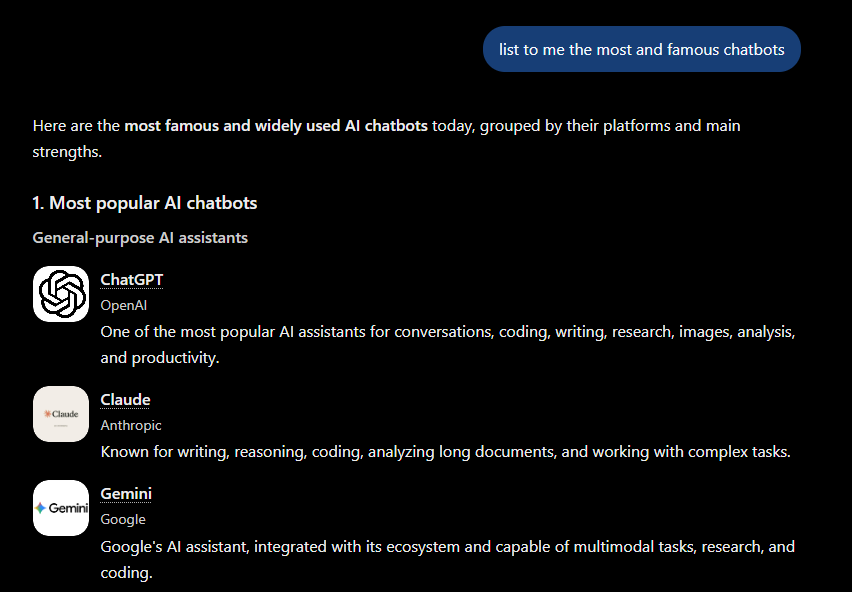 list to me the most and famous chatbots
Here are the most famous and widely used AI chatbots today, grouped by their platforms and main
strengths.
1. Most popular AI chatbots
General-purpose AI assistants
ChatGPT
OpenAI
One of the most popular AI assistants for conversations, coding, writing, research, images, analysis,
and productivity.
Claude
Claude
Anthropic
Known for writing, reasoning, coding, analyzing long documents, and working with complex tasks.
Gemini
Gemini
Google
Google's AI assistant, integrated with its ecosystem and capable of multimodal tasks, research, and
coding.